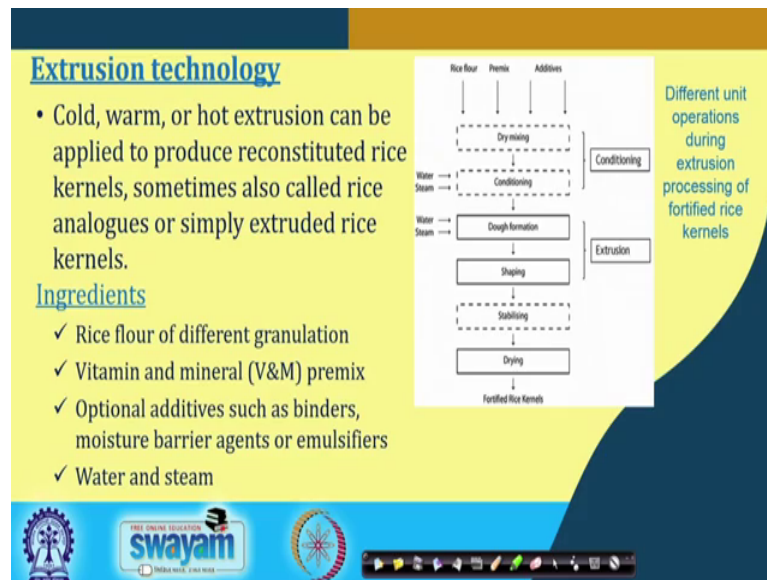 Extrusion technology
• Cold, warm, or hot extrusion can be
applied to produce reconstituted rice
kernels, sometimes also called rice
analogues or simply extruded rice
kernels.
Ingredients
✓ Rice flour of different granulation
✓ Vitamin and mineral (V&M) premix
✓ Optional additives such as binders,
moisture barrier agents or emulsifiers
✓ Water and steam
Rice flour Premix Additives
Dry mixing
Conditioning
Water
Steam
Conditioning
Water
Steam
Dough formation
Extrusion
Shaping
Stabilising
Drying
Fortified Rice Kernels
Different unit
operations
during
extrusion
processing of
fortified rice
kernels
FREE ONLINE EDUCATION
swayam